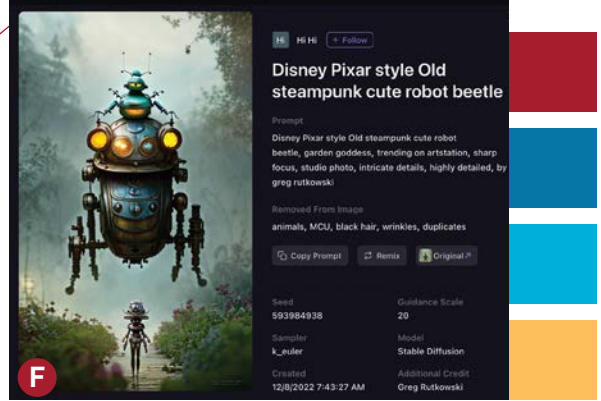 Hi Hi Hi + Follow
Disney Pixar style Old
steampunk cute robot beetle
Prompt
Disney Pixar style Old steampunk cute robot
beetle, garden goddess, trending on artstation, sharp
focus, studio photo, intricate details, highly detailed, by
greg rutkowski
Removed From Image
animals, MCU, black hair, wrinkles, duplicates
Copy Prompt Remix Original
Seed Guidance Scale
593984938 20
Sampler Model
k_euler Stable Diffusion
Created Additional Credit
12/8/2022 7:43:27 AM Greg Rutkowski
F